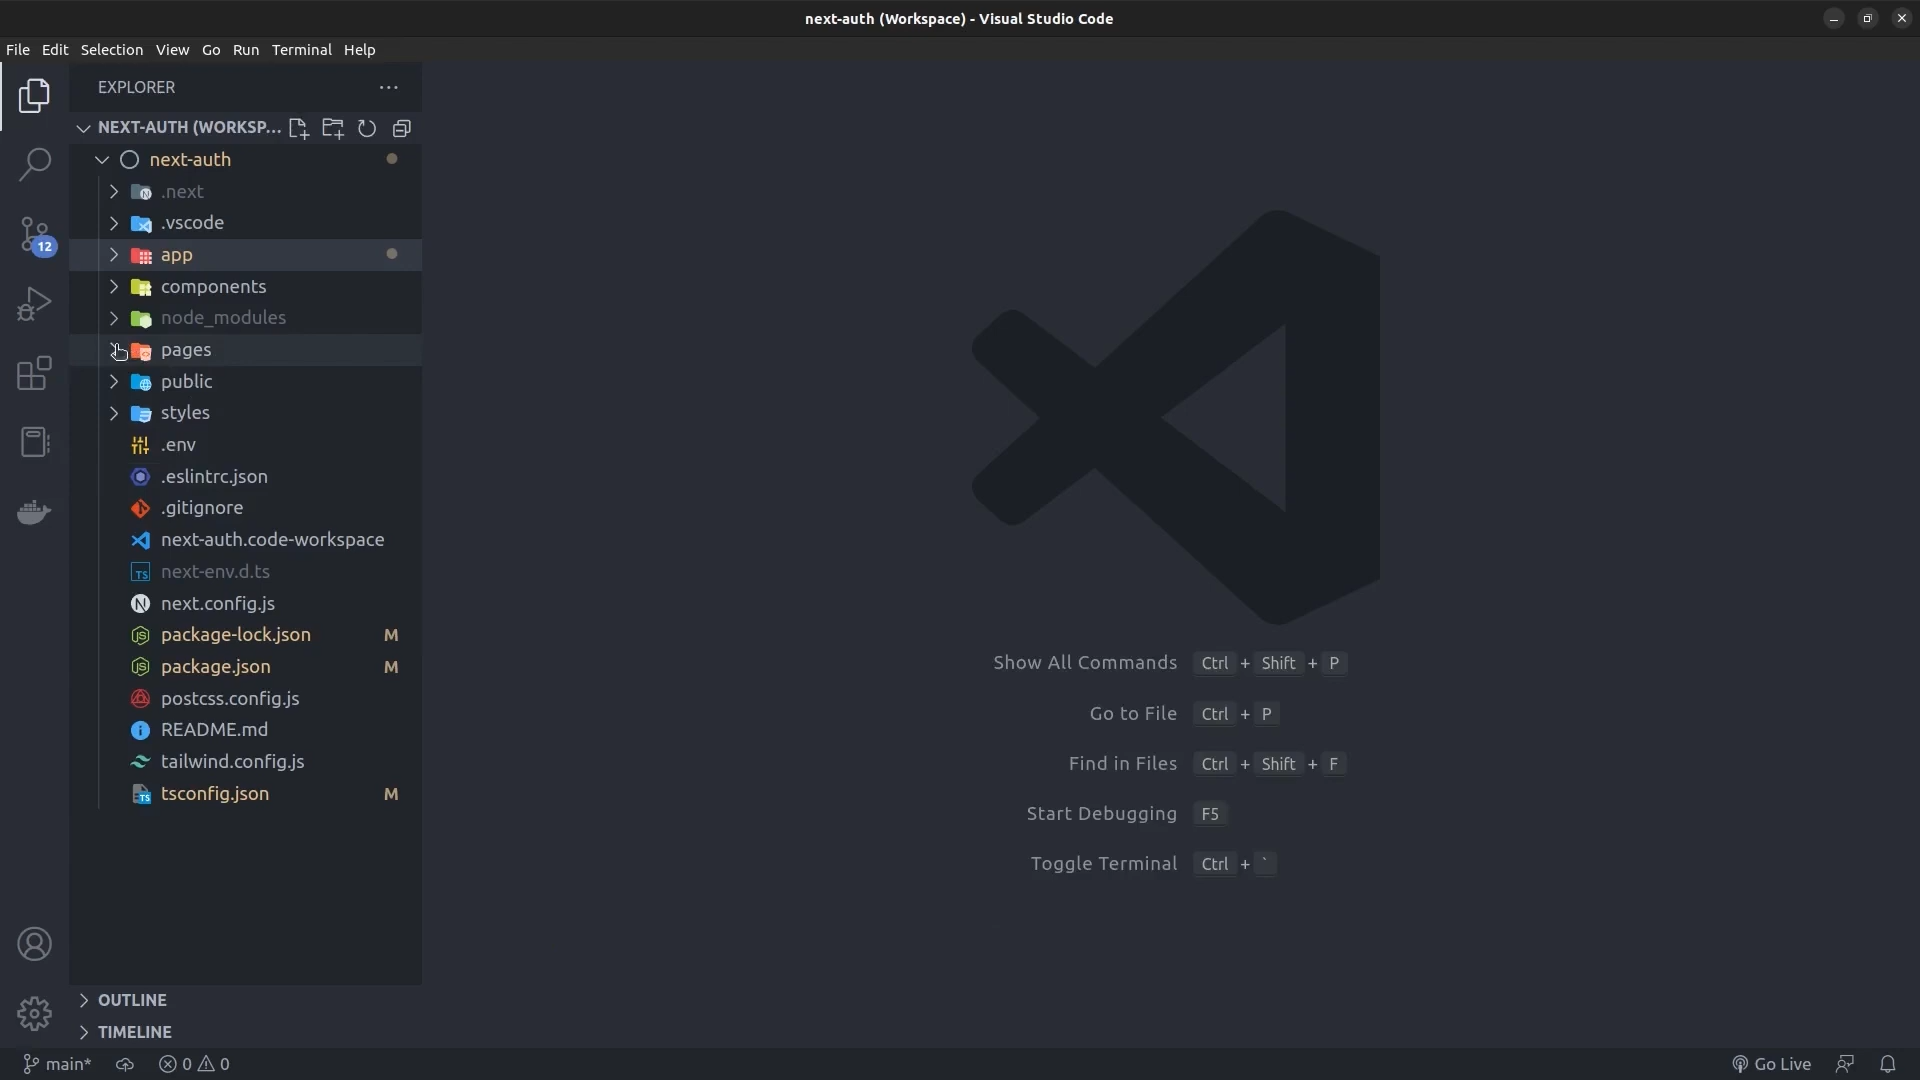 next-auth (Workspace) - Visual Studio Code
File Edit Selection View Go Run Terminal Help
EXPLORER
NEXT-AUTH (WORKSP...
next-auth
.next
.vscode
app
components
node_modules
pages
public
styles
.env
.eslintrc.json
.gitignore
next-auth.code-workspace
next-env.d.ts
next.config.js
package-lock.json M
package.json M
postcss.config.js
README.md
tailwind.config.js
tsconfig.json M
12
Show All Commands Ctrl + Shift + P
Go to File Ctrl + P
Find in Files Ctrl + Shift + F
Start Debugging F5
Toggle Terminal Ctrl + `
OUTLINE
TIMELINE
main* 0 0 Go Live